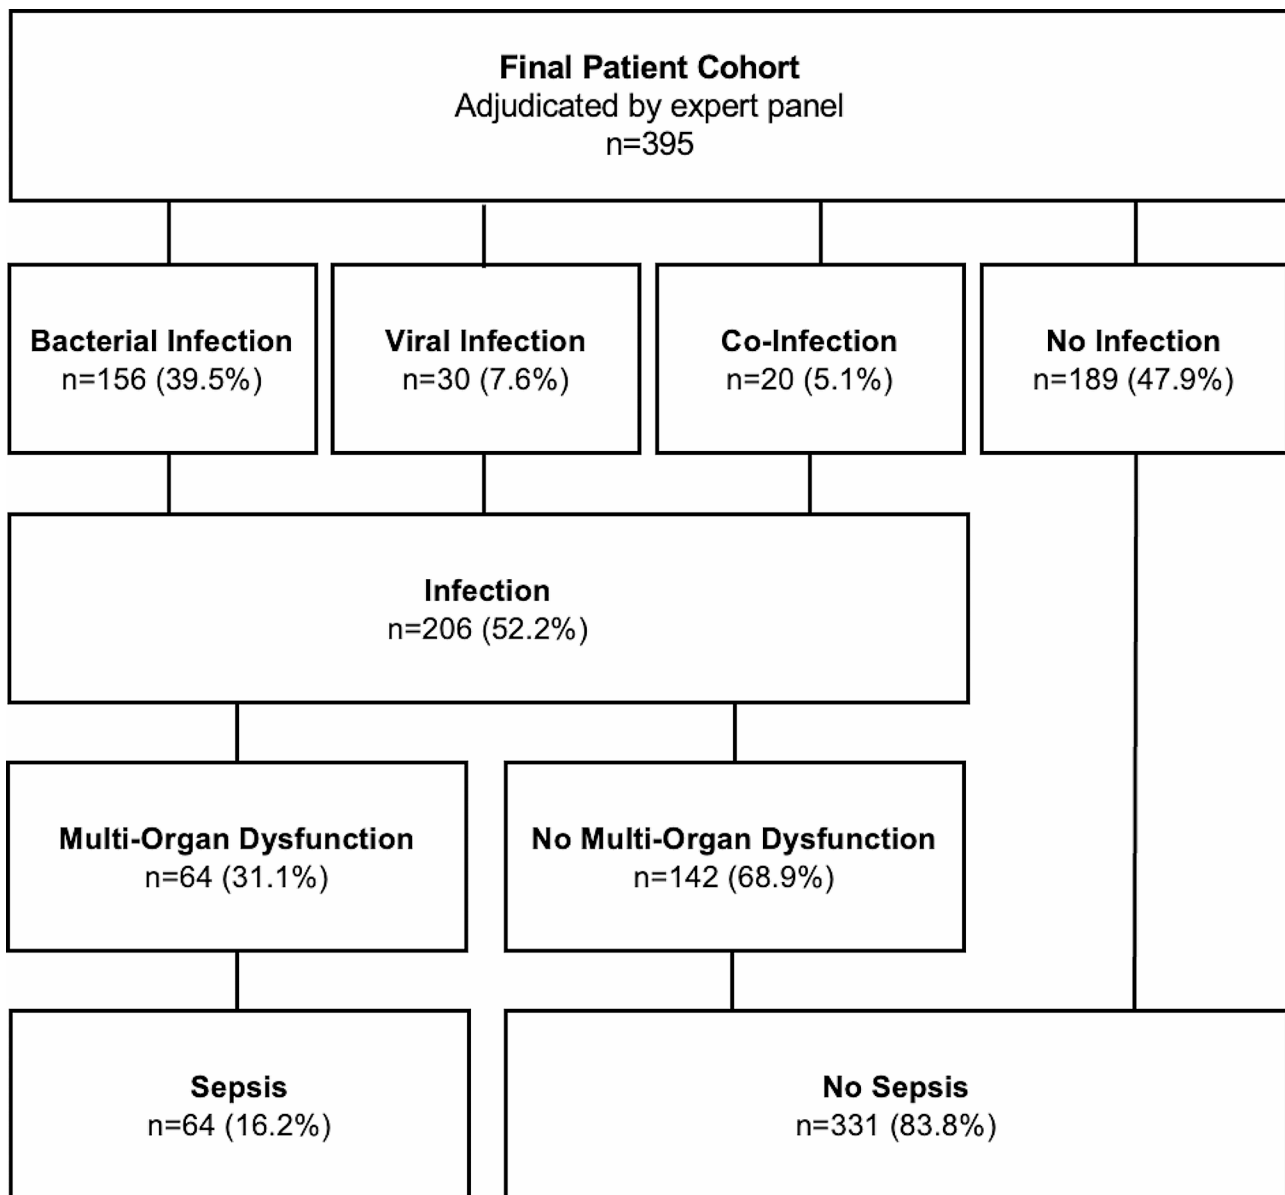 Final Patient Cohort
Adjudicated by expert panel
n=395
Bacterial Infection
n=156 (39.5%)
Viral Infection
n=30 (7.6%)
Co-Infection
n=20 (5.1%)
No Infection
n=189 (47.9%)
Infection
n=206 (52.2%)
Multi-Organ Dysfunction
n=64 (31.1%)
No Multi-Organ Dysfunction
n=142 (68.9%)
Sepsis
n=64 (16.2%)
No Sepsis
n=331 (83.8%)